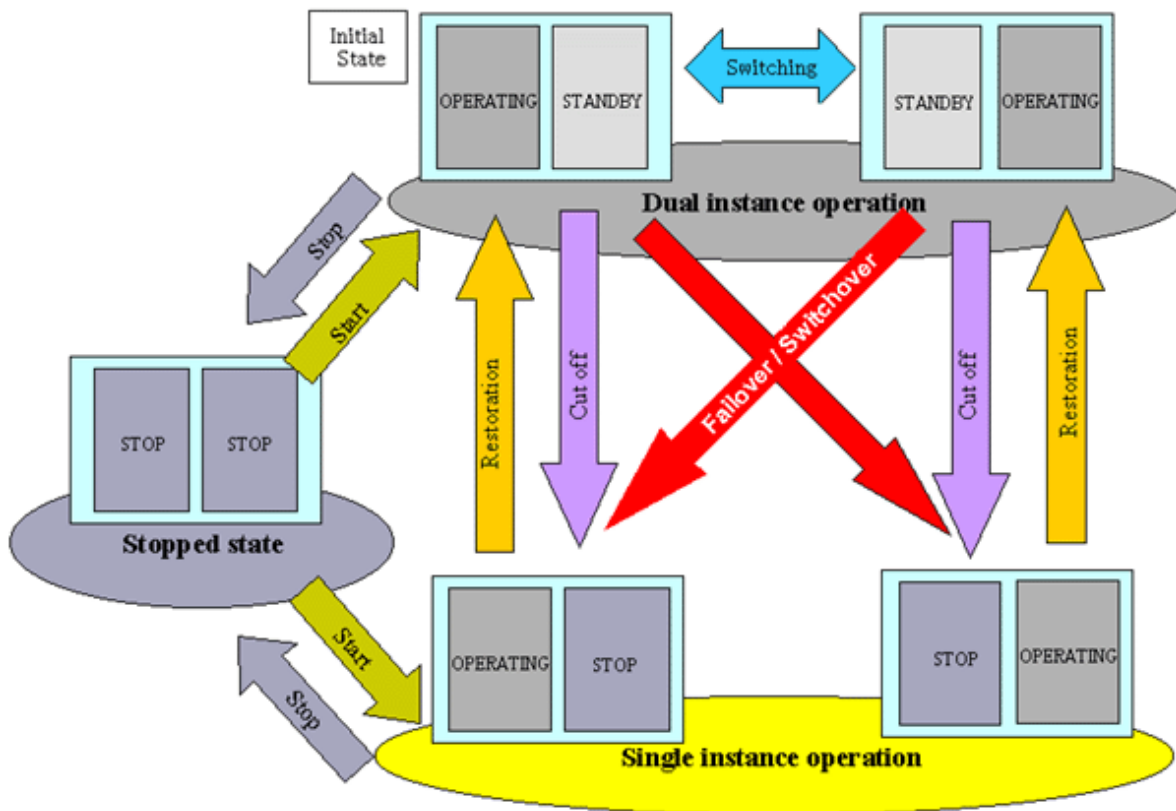 Initial
State
OPERATING
STANDBY
Switching
STANDBY
OPERATING
Dual instance operation
Stop
Start
Restoration
Cut off
Failover / Switchover
Cut off
Restoration
STOP
STOP
Stopped state
Start
Stop
OPERATING
STOP
STOP
OPERATING
Single instance operation